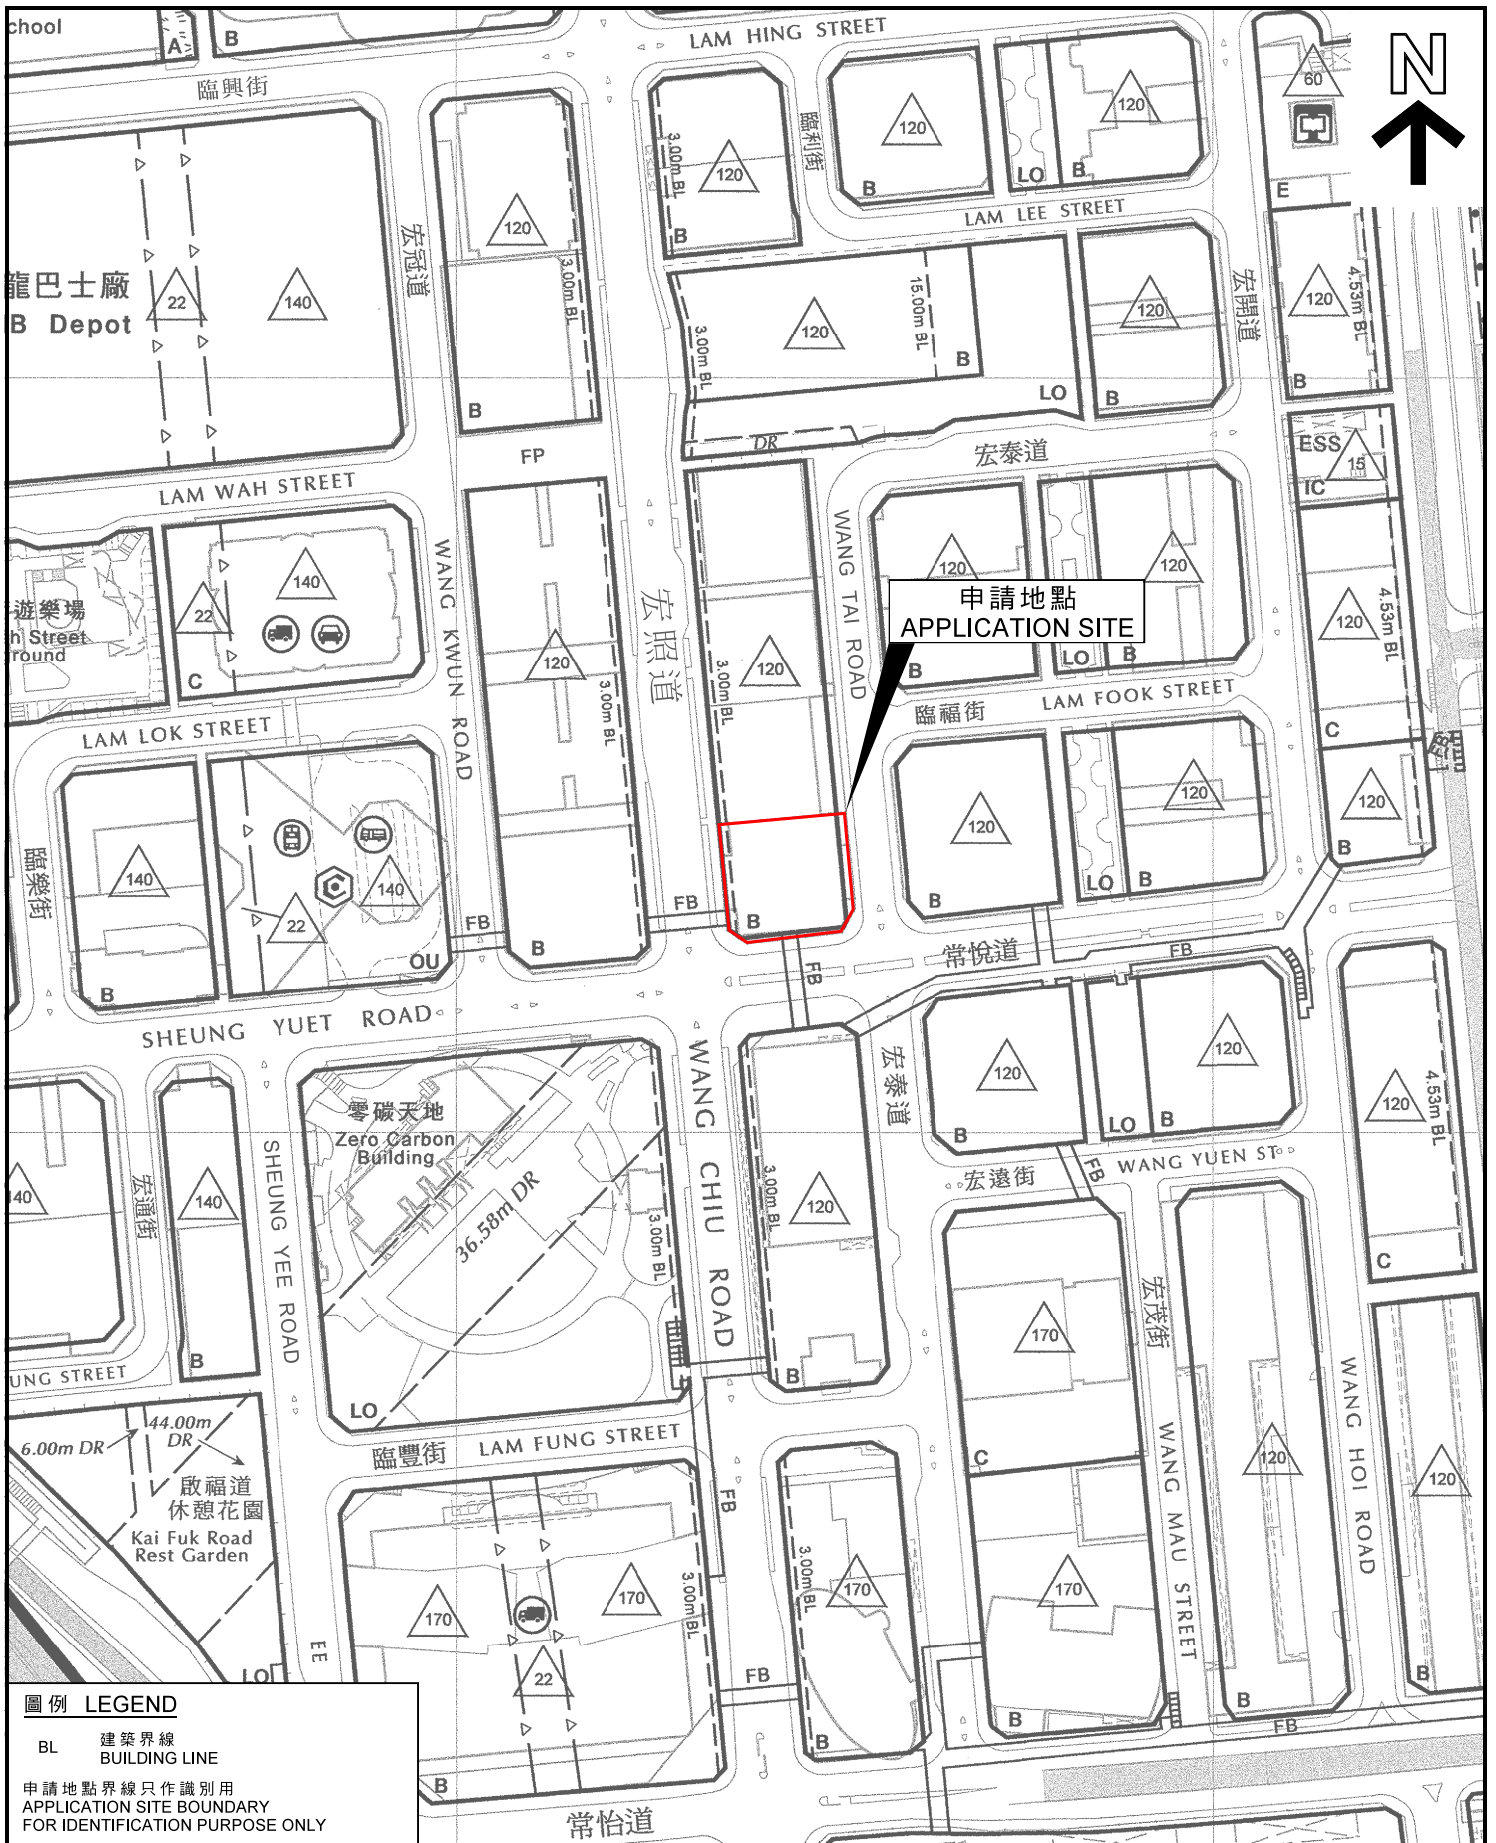 chool
A
B
LAM HING STREET
N
臨興街
60
120
120
臨利街
3.00m BL
120
B
LO
B
E
LAM LEE STREET
120
宏冠道
B
龍巴士廠
B Depot
22
140
3.00m BL
120
3.00m BL
15.00m BL
120
宏開道
120
4.53m BL
B
B
LO
B
B
DR
FP
宏泰道
ESS
15
IC
LAM WAH STREET
WANG KWUN ROAD
140
22
C
遊樂場
h Street
round
宏照道
120
3.00m BL
120
3.00m BL
WANG TAI ROAD
120
120
申請地點
APPLICATION SITE
LO
B
B
120
4.53m BL
C
LAM LOK STREET
臨福街
LAM FOOK STREET
FB
臨樂街
140
B
140
22
OU
FB
B
FB
B
FB
120
B
120
LO
B
120
B
常悅道
FB
SHEUNG YUET ROAD
零碳天地
Zero Carbon
Building
36.58m DR
3.00m BL
LO
WANG CHIU ROAD
3.00m BL
120
B
宏泰道
120
B
LO
120
B
120
4.53m BL
C
宏遠街
FB
WANG YUEN ST
140
宏通街
140
B
SHEUNG YEE ROAD
UNG STREET
170
C
宏茂街
WANG MAU STREET
120
B
WANG HOI ROAD
120
B
6.00m DR
44.00m
DR
啟福道
休憩花園
Kai Fuk Road
Rest Garden
LO
EE
臨豐街
LAM FUNG STREET
FB
170
170
22
3.00m BL
B
FB
3.00m BL
170
B
170
B
FB
常怡道
圖例 LEGEND
BL
建築界線
BUILDING LINE
申請地點界線只作識別用
APPLICATION SITE BOUNDARY
FOR IDENTIFICATION PURPOSE ONLY